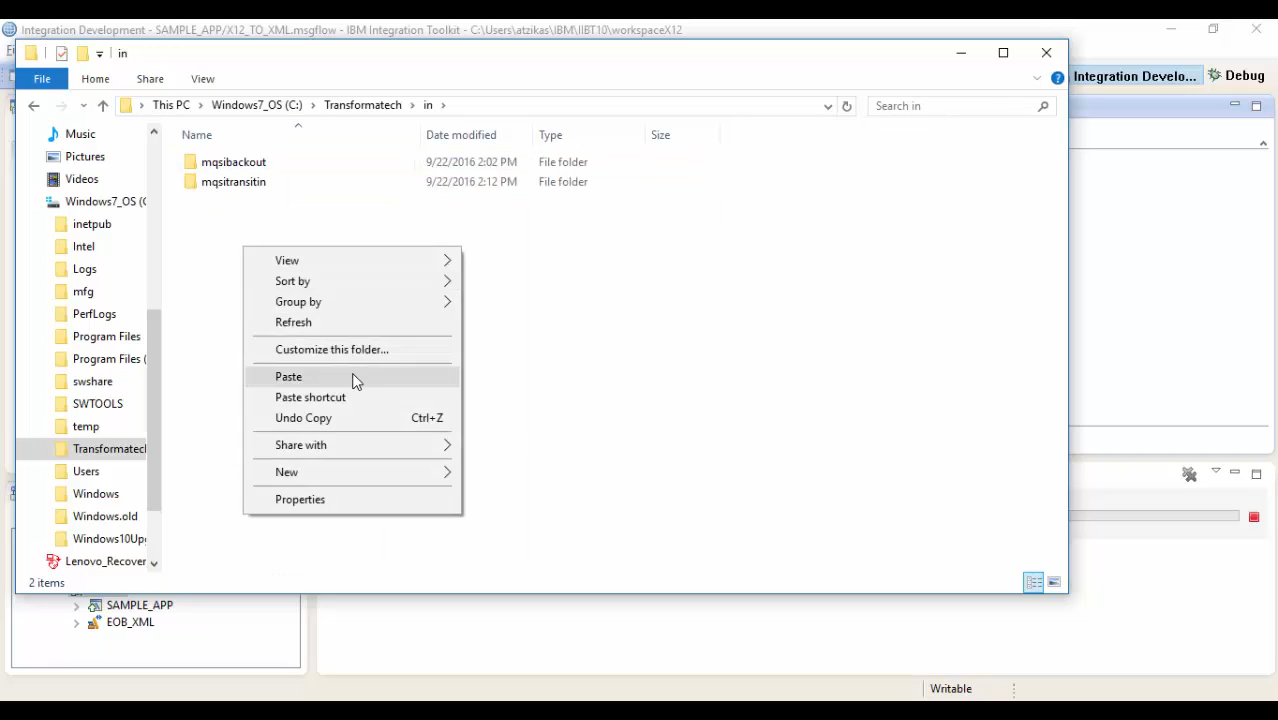 Integration Development - SAMPLE_APP/X12_TO_XML.msgflow - IBM Integration Toolkit - C:\Users\atzikas\IBM\IIBT10\workspaceX12
in
File Home Share View
Integration Develo... Debug
This PC Windows7_OS (C:) Transformatech in
Search in
Name Date modified Type Size
mqsibackout 9/22/2016 2:02 PM File folder
mqsitransitin 9/22/2016 2:12 PM File folder
Music
Pictures
Videos
Windows7_OS (C
inetpub
Intel
Logs
mfg
PerfLogs
Program Files
Program Files (
swshare
SWTOOLS
temp
Transformatech
Users
Windows
Windows.old
Windows10Upg
Lenovo_Recover
View
Sort by
Group by
Refresh
Customize this folder...
Paste
Paste shortcut
Undo Copy Ctrl+Z
Share with
New
Properties
2 items
SAMPLE_APP
EOB_XML
Writable